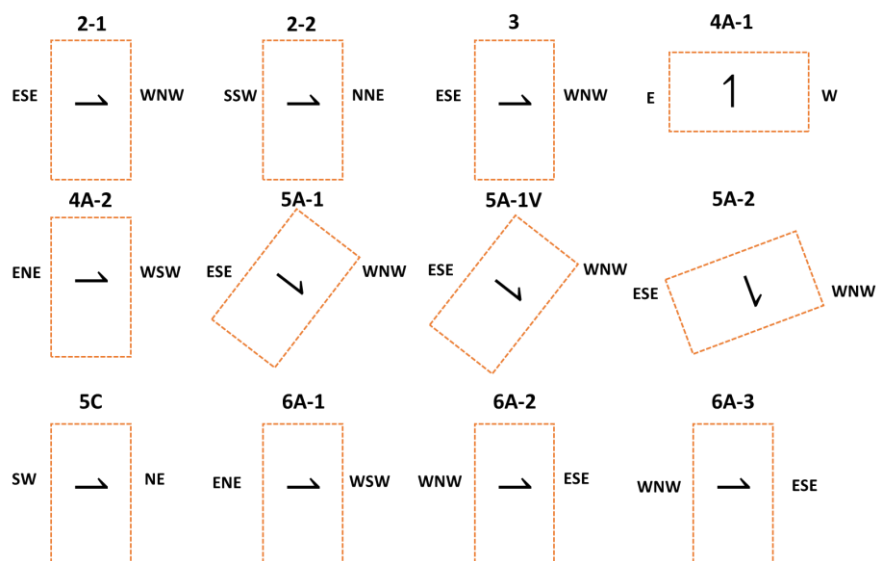 2-1 2-2 3 4A-1
ESE WNW SSW NNE ESE WNW E W
4A-2 5A-1 5A-1V 5A-2
ENE WSW ESE WNW ESE WNW ESE WNW
5C 6A-1 6A-2 6A-3
SW NE ENE WSW WNW ESE WNW ESE